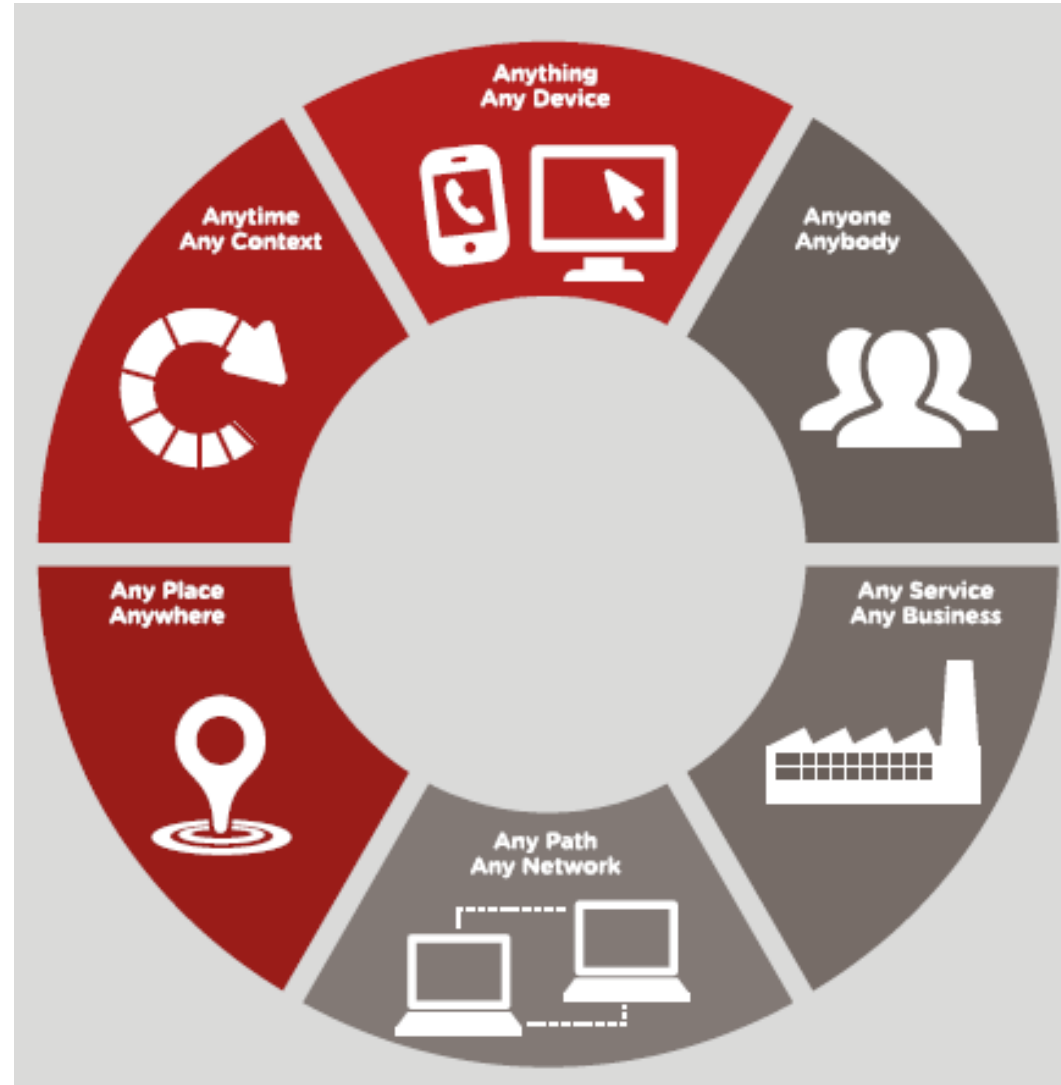 Anything
Any Device
Anyone
Anybody
Any Service
Any Business
Any Path
Any Network
Any Place
Anywhere
Anytime
Any Context